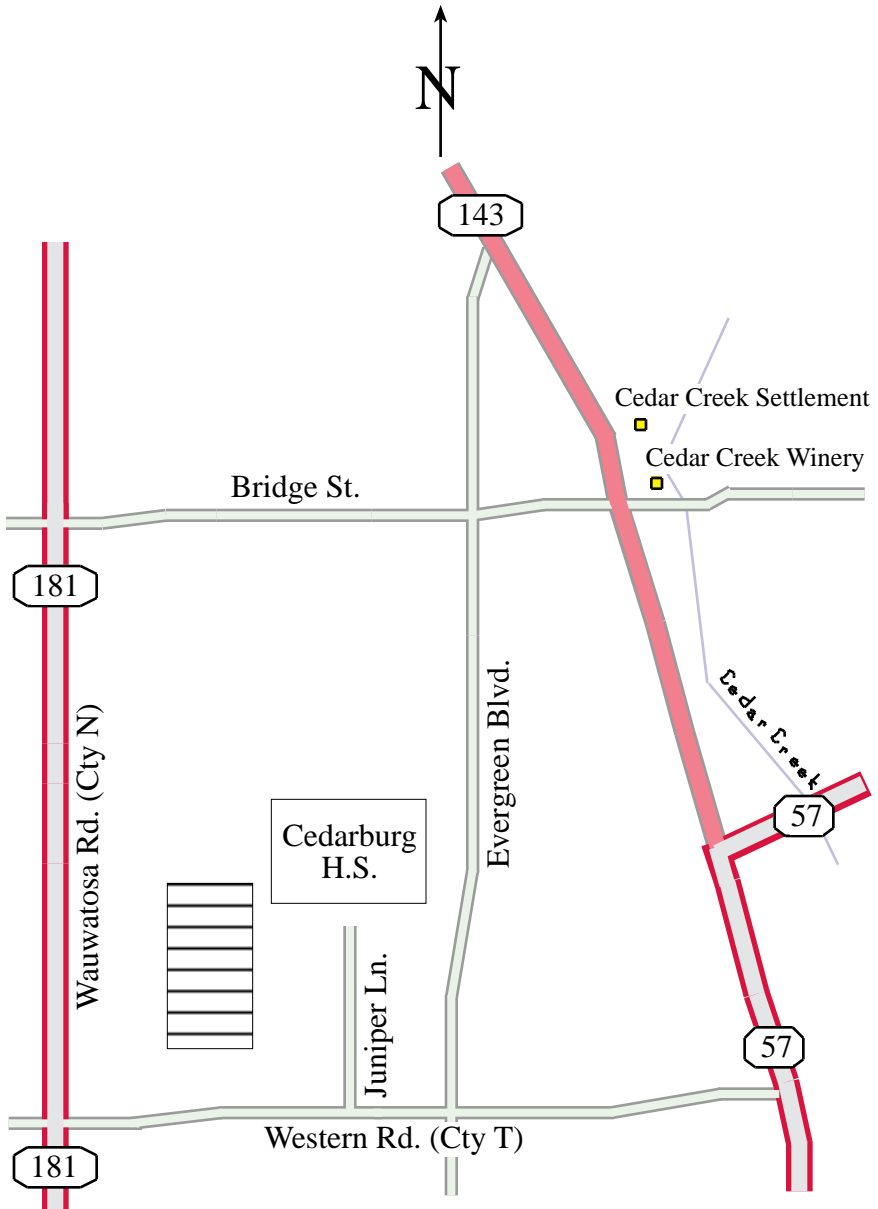 N
143
Cedar Creek Settlement
Cedar Creek Winery
Bridge St.
181
Cedar Creek
Evergreen Blvd.
Wauwatosa Rd. (Cty N)
57
Cedarburg
H.S.
Juniper Ln.
57
Western Rd. (Cty T)
181